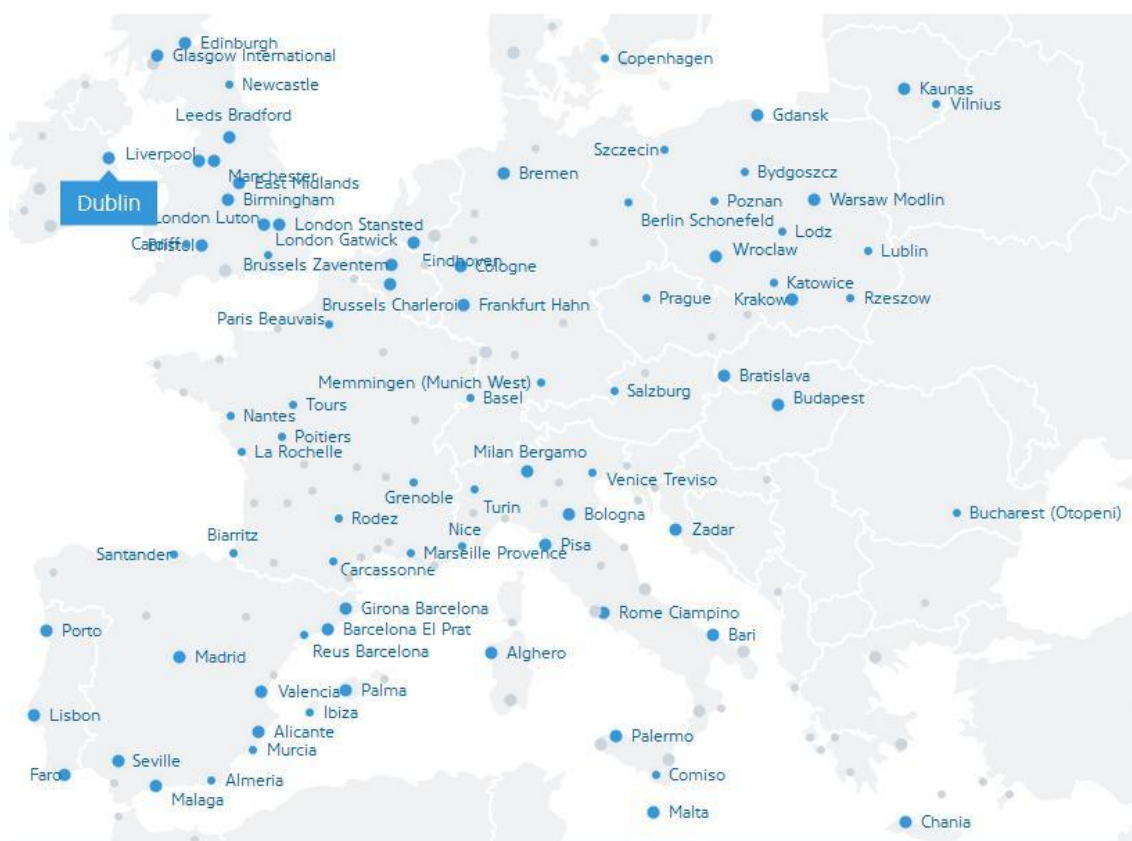 Edinburgh
Glasgow International
Copenhagen
Newcastle
Kaunas
Vilnius
Leeds Bradford
Gdansk
Liverpool
Szczecin
Manchester
Bremen
Bydgoszcz
East Midlands
Dublin
Birmingham
Poznan
Warsaw Modlin
London Luton
London Stansted
Berlin Schonefeld
Lodz
Cardiff
Bristol
London Gatwick
Wroclaw
Lublin
Brussels Zaventem
Eindhoven
Cologne
Katowice
Brussels Charleroi
Frankfurt Hahn
Prague
Krakow
Rzeszow
Paris Beauvais
Memmingen (Munich West)
Bratislava
Basel
Salzburg
Budapest
Tours
Nantes
Poitiers
La Rochelle
Milan Bergamo
Venice Treviso
Grenoble
Turin
Rodez
Nice
Bologna
Bucharest (Otopeni)
Zadar
Biarritz
Santander
Marseille Provence
Pisa
Carcassonne
Girona Barcelona
Rome Ciampino
Porto
Barcelona El Prat
Bari
Reus Barcelona
Madrid
Alghero
Valencia
Palma
Ibiza
Lisbon
Alicante
Palermo
Murcia
Seville
Faro
Almeria
Comiso
Malaga
Malta
Chania